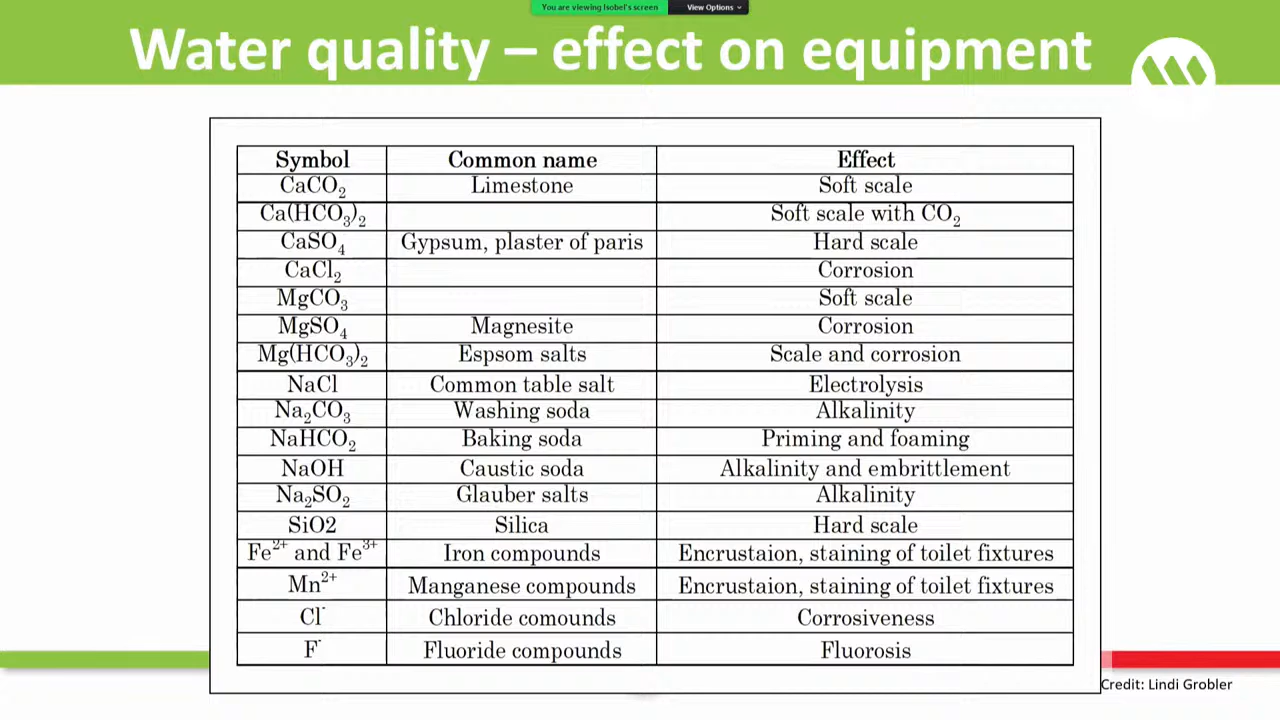 You are viewing Isobel's screen View Options
Water quality – effect on equipment
Symbol Common name Effect
CaCO₂ Limestone Soft scale
Ca(HCO₃)₂ Soft scale with CO₂
CaSO₄ Gypsum, plaster of paris Hard scale
CaCl₂ Corrosion
MgCO₃ Soft scale
MgSO₄ Magnesite Corrosion
Mg(HCO₃)₂ Espsom salts Scale and corrosion
NaCl Common table salt Electrolysis
Na₂CO₃ Washing soda Alkalinity
NaHCO₂ Baking soda Priming and foaming
NaOH Caustic soda Alkalinity and embrittlement
Na₂SO₂ Glauber salts Alkalinity
SiO2 Silica Hard scale
Fe²⁺ and Fe³⁺ Iron compounds Encrustaion, staining of toilet fixtures
Mn²⁺ Manganese compounds Encrustaion, staining of toilet fixtures
Cl⁻ Chloride comounds Corrosiveness
F⁻ Fluoride compounds Fluorosis
Credit: Lindi Grobler